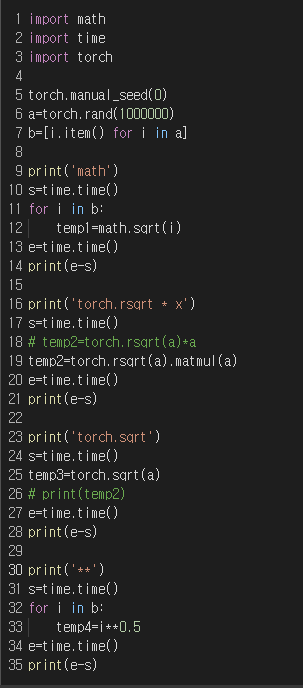 1 import math
2 import time
3 import torch
4
5 torch.manual_seed(0)
6 a=torch.rand(1000000)
7 b=[i.item() for i in a]
8
9 print('math')
10 s=time.time()
11 for i in b:
12     temp1=math.sqrt(i)
13 e=time.time()
14 print(e-s)
15
16 print('torch.rsqrt * x')
17 s=time.time()
18 # temp2=torch.rsqrt(a)*a
19 temp2=torch.rsqrt(a).matmul(a)
20 e=time.time()
21 print(e-s)
22
23 print('torch.sqrt')
24 s=time.time()
25 temp3=torch.sqrt(a)
26 # print(temp2)
27 e=time.time()
28 print(e-s)
29
30 print('**')
31 s=time.time()
32 for i in b:
33     temp4=i**0.5
34 e=time.time()
35 print(e-s)